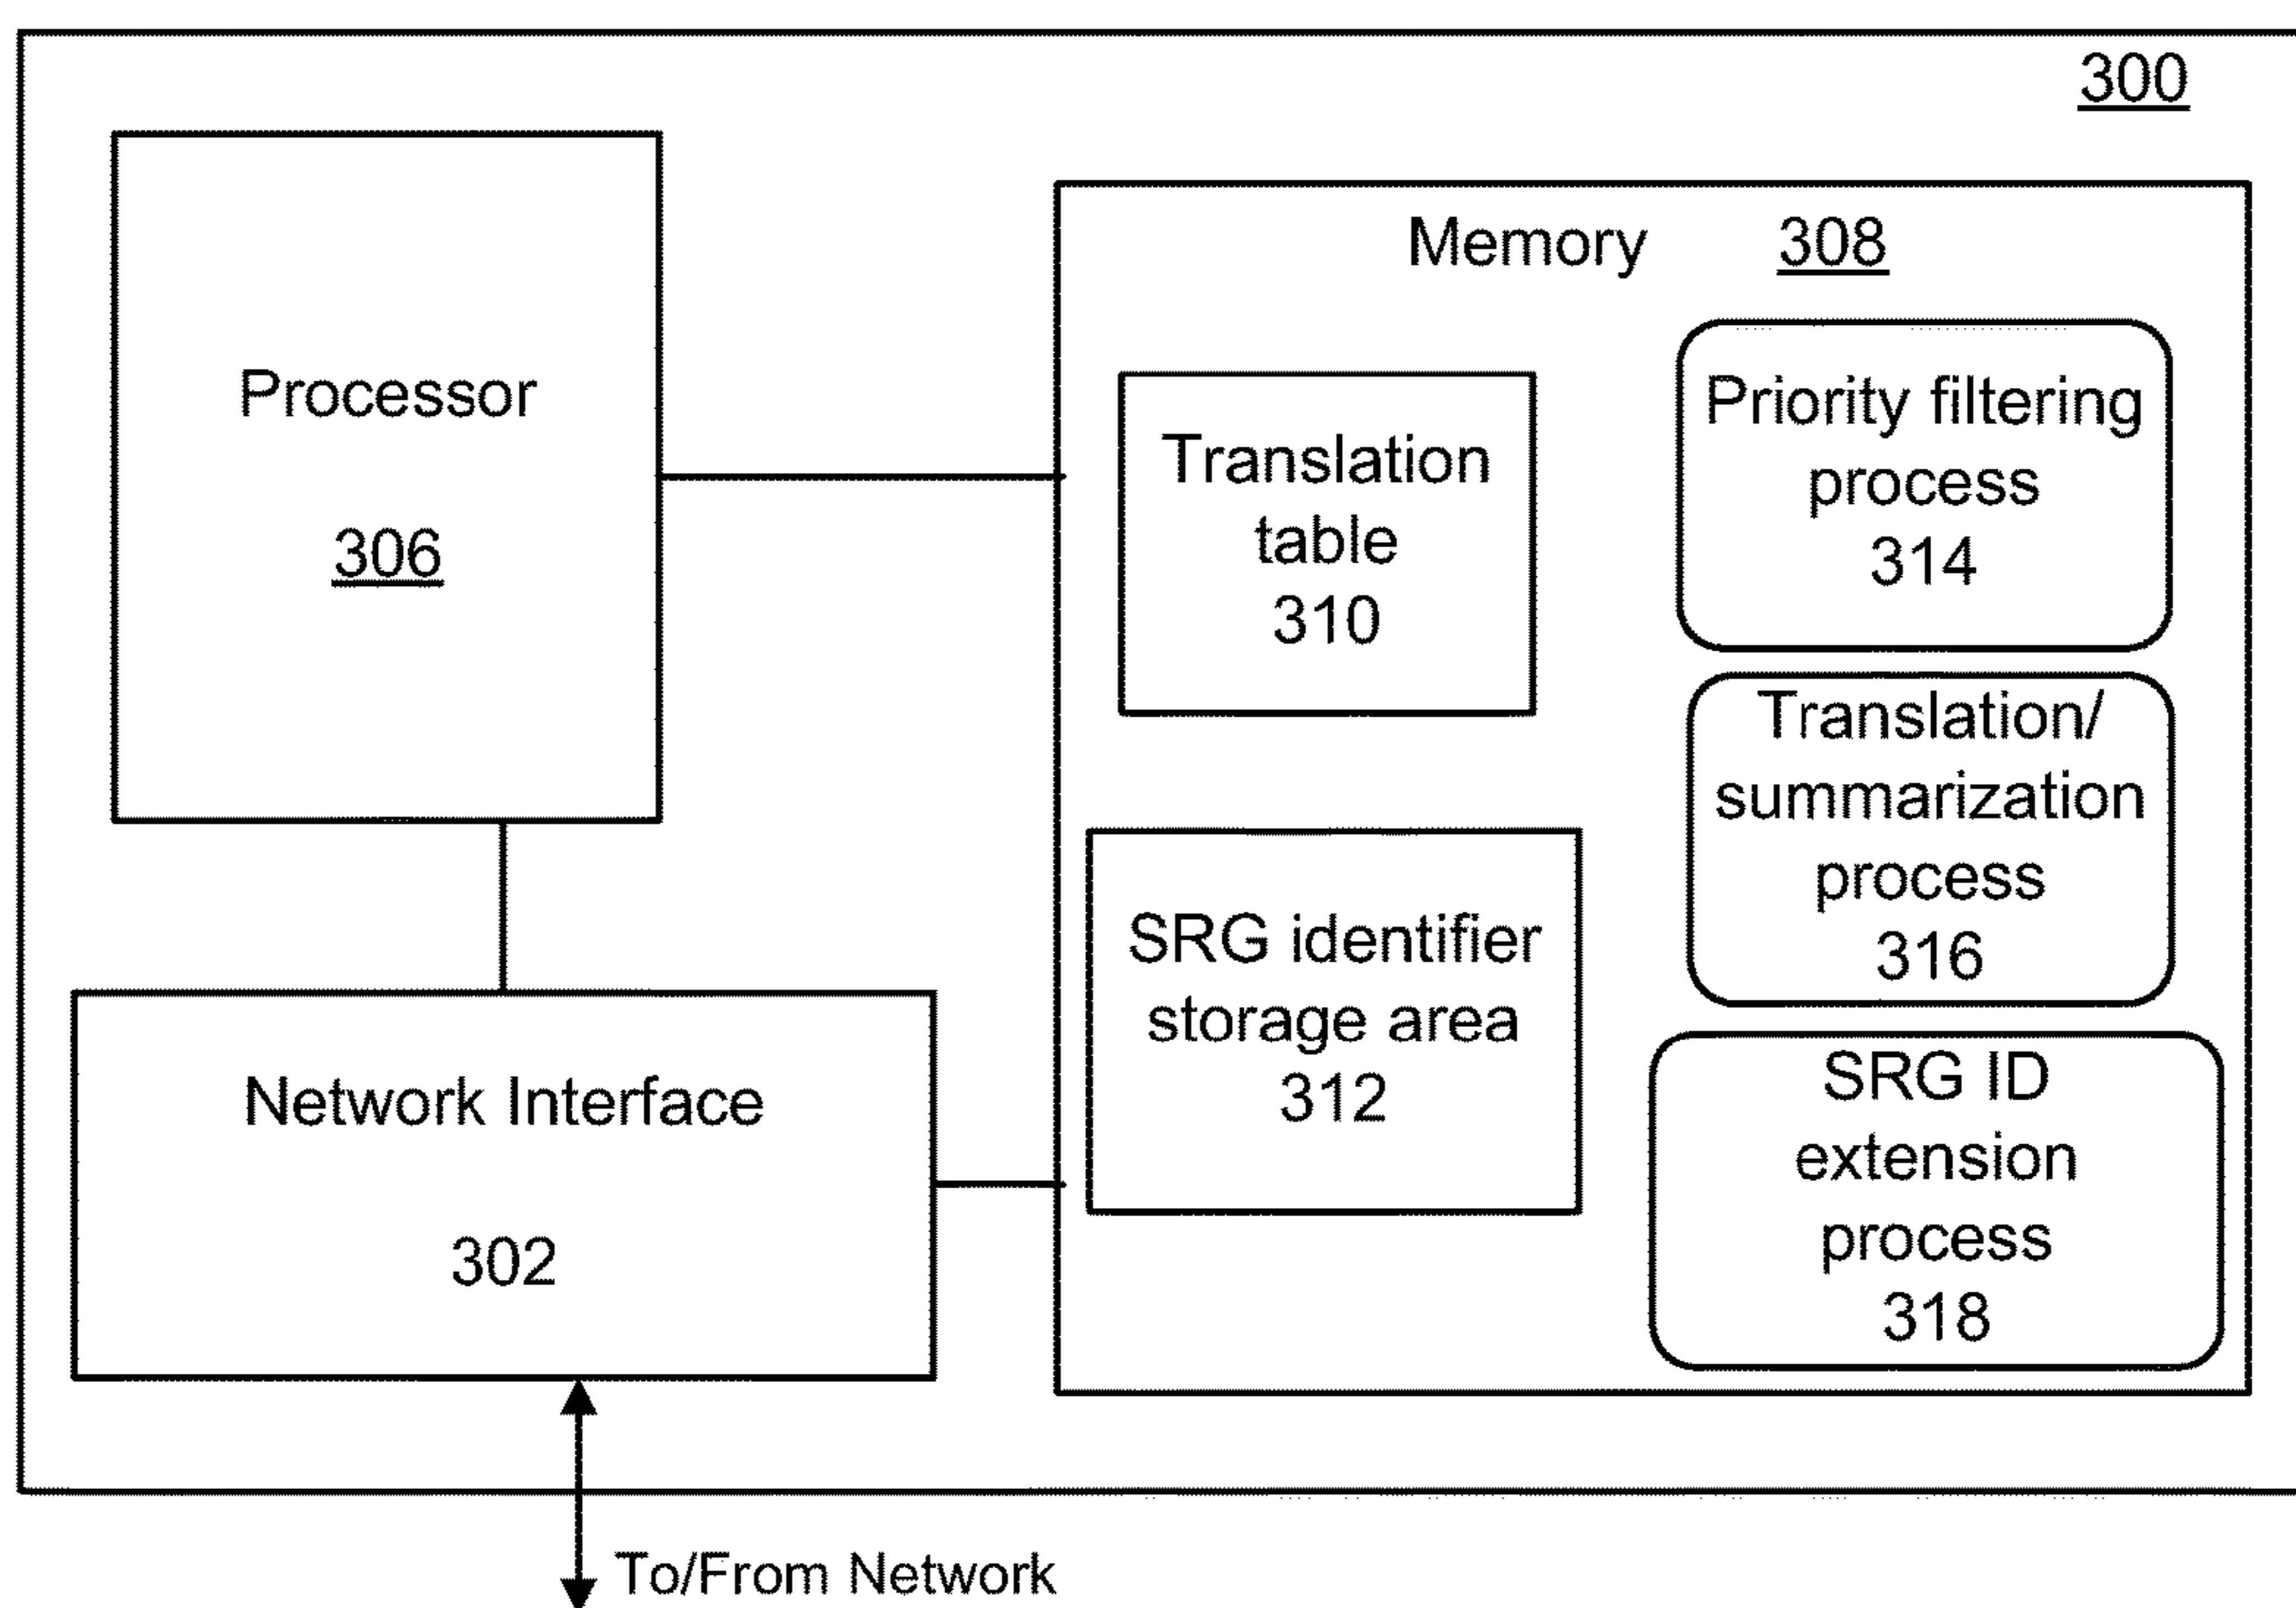 300
Processor
306
Memory 308
Translation
table
310
Priority filtering
process
314
Translation/
summarization
process
316
SRG identifier
storage area
312
SRG ID
extension
process
318
Network Interface
302
To/From Network